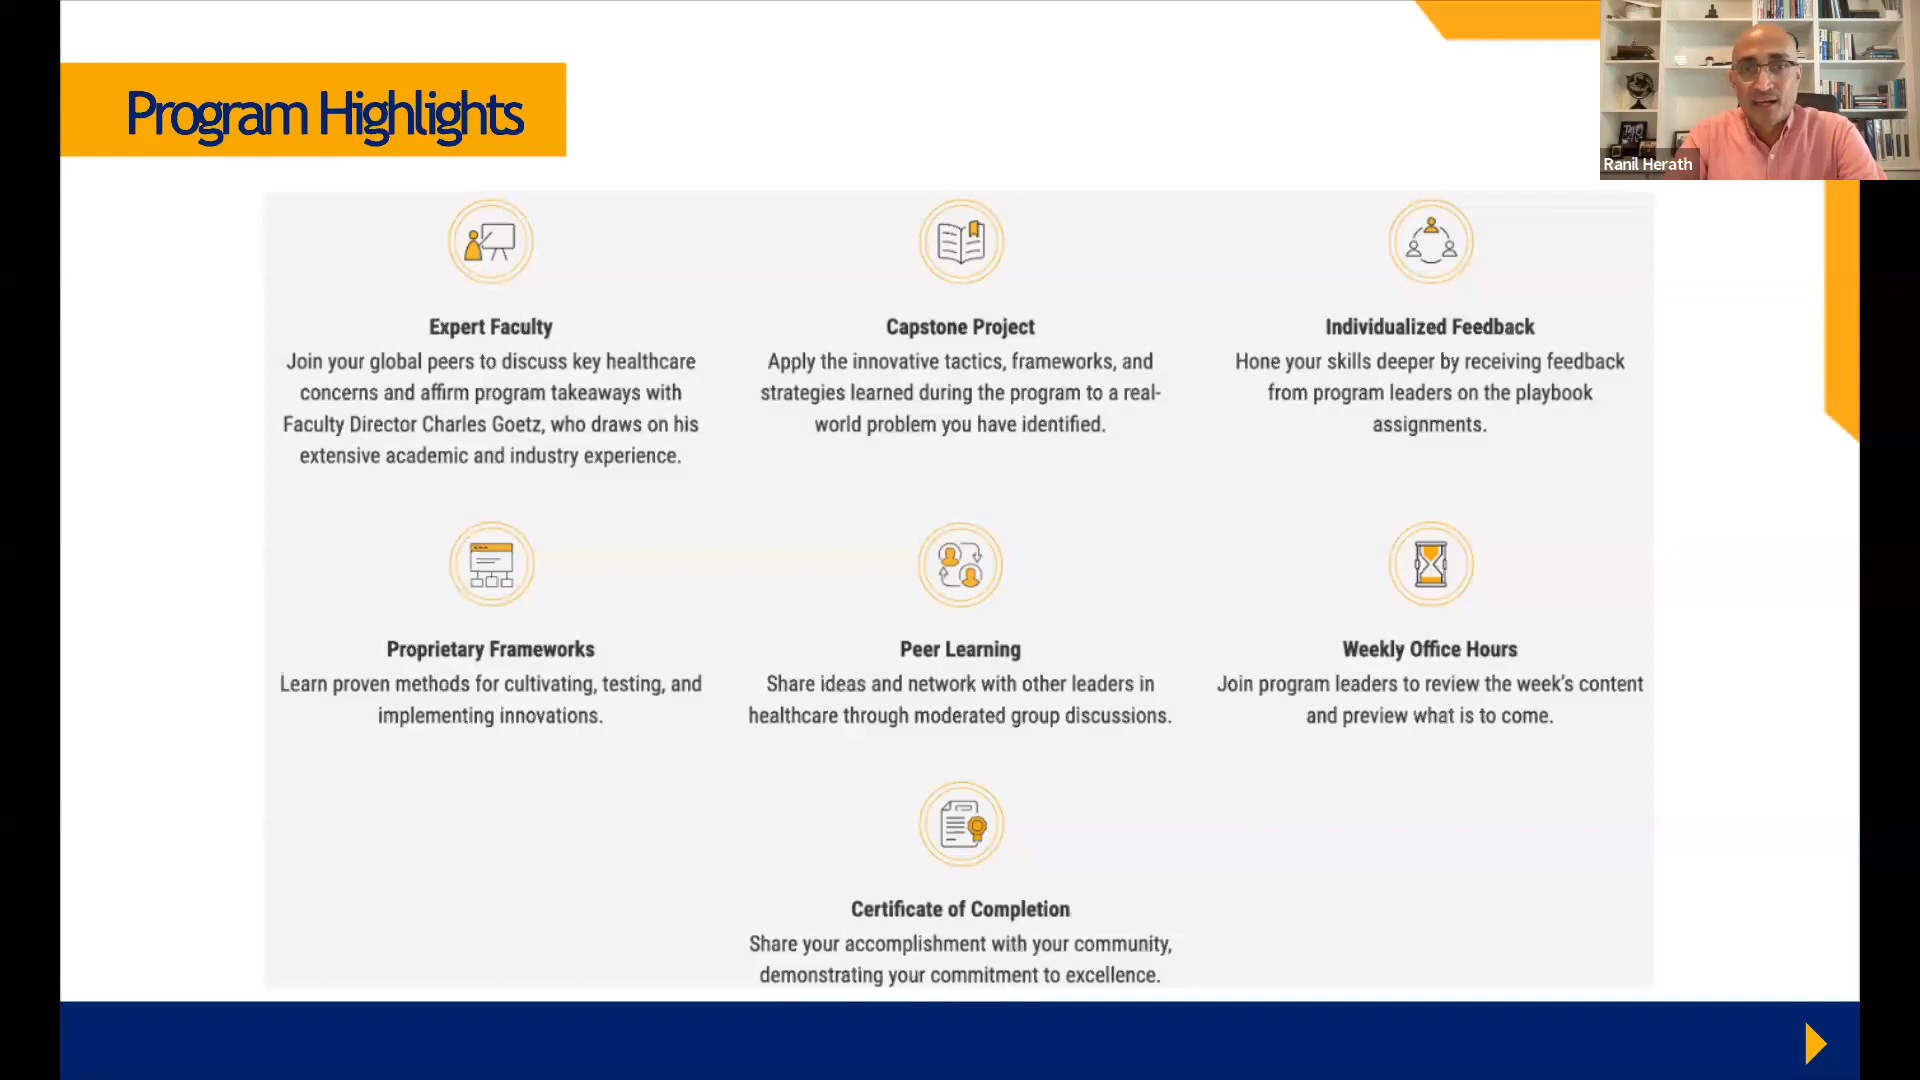 Program Highlights
Ranil Herath
Expert Faculty
Join your global peers to discuss key healthcare
concerns and affirm program takeaways with
Faculty Director Charles Goetz, who draws on his
extensive academic and industry experience.
Capstone Project
Apply the innovative tactics, frameworks, and
strategies learned during the program to a real-
world problem you have identified.
Individualized Feedback
Hone your skills deeper by receiving feedback
from program leaders on the playbook
assignments.
Proprietary Frameworks
Learn proven methods for cultivating, testing, and
implementing innovations.
Peer Learning
Share ideas and network with other leaders in
healthcare through moderated group discussions.
Weekly Office Hours
Join program leaders to review the week's content
and preview what is to come.
Certificate of Completion
Share your accomplishment with your community,
demonstrating your commitment to excellence.